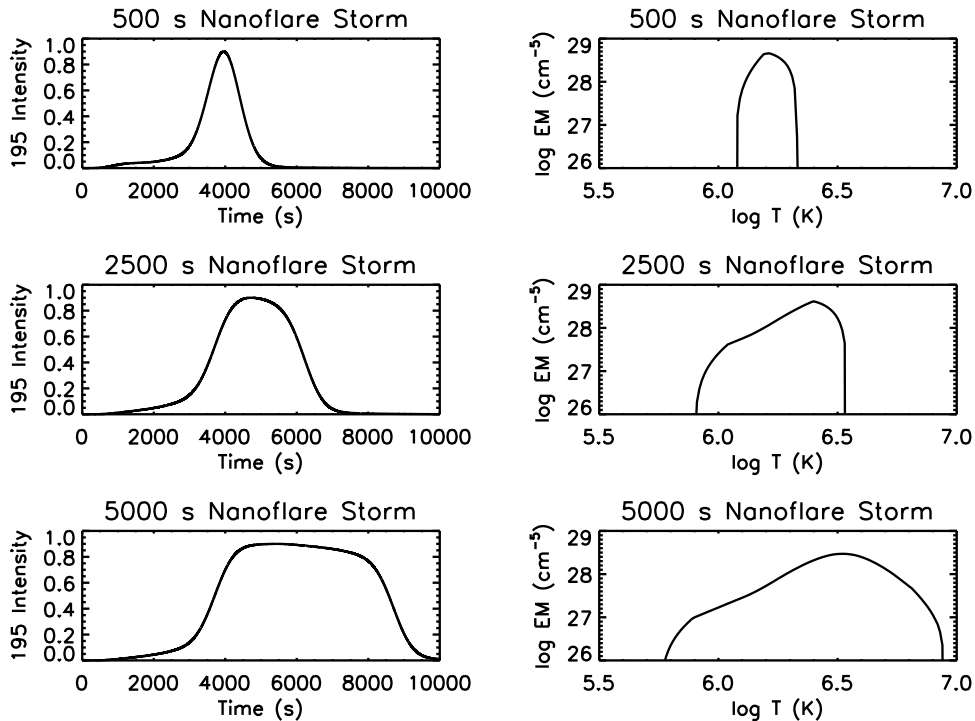 500 s Nanoflare Storm
195 Intensity
1.0
0.8
0.6
0.4
0.2
0.0
0 2000 4000 6000 8000 10000
Time (s)
500 s Nanoflare Storm
log EM (cm⁻⁵)
29
28
27
26
5.5 6.0 6.5 7.0
log T (K)
2500 s Nanoflare Storm
195 Intensity
1.0
0.8
0.6
0.4
0.2
0.0
0 2000 4000 6000 8000 10000
Time (s)
2500 s Nanoflare Storm
log EM (cm⁻⁵)
29
28
27
26
5.5 6.0 6.5 7.0
log T (K)
5000 s Nanoflare Storm
195 Intensity
1.0
0.8
0.6
0.4
0.2
0.0
0 2000 4000 6000 8000 10000
Time (s)
5000 s Nanoflare Storm
log EM (cm⁻⁵)
29
28
27
26
5.5 6.0 6.5 7.0
log T (K)